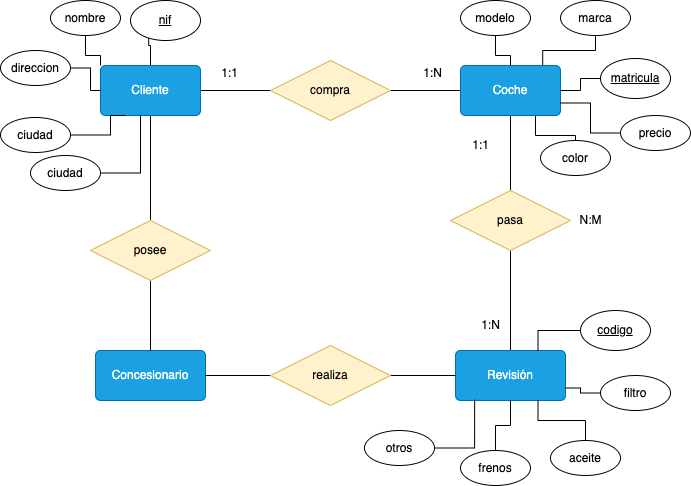 nombre
nif
modelo
marca
direccion
1:1
1:N
matricula
Cliente
compra
Coche
ciudad
precio
1:1
color
ciudad
pasa
N:M
posee
1:N
codigo
Concesionario
realiza
Revisión
filtro
otros
aceite
frenos